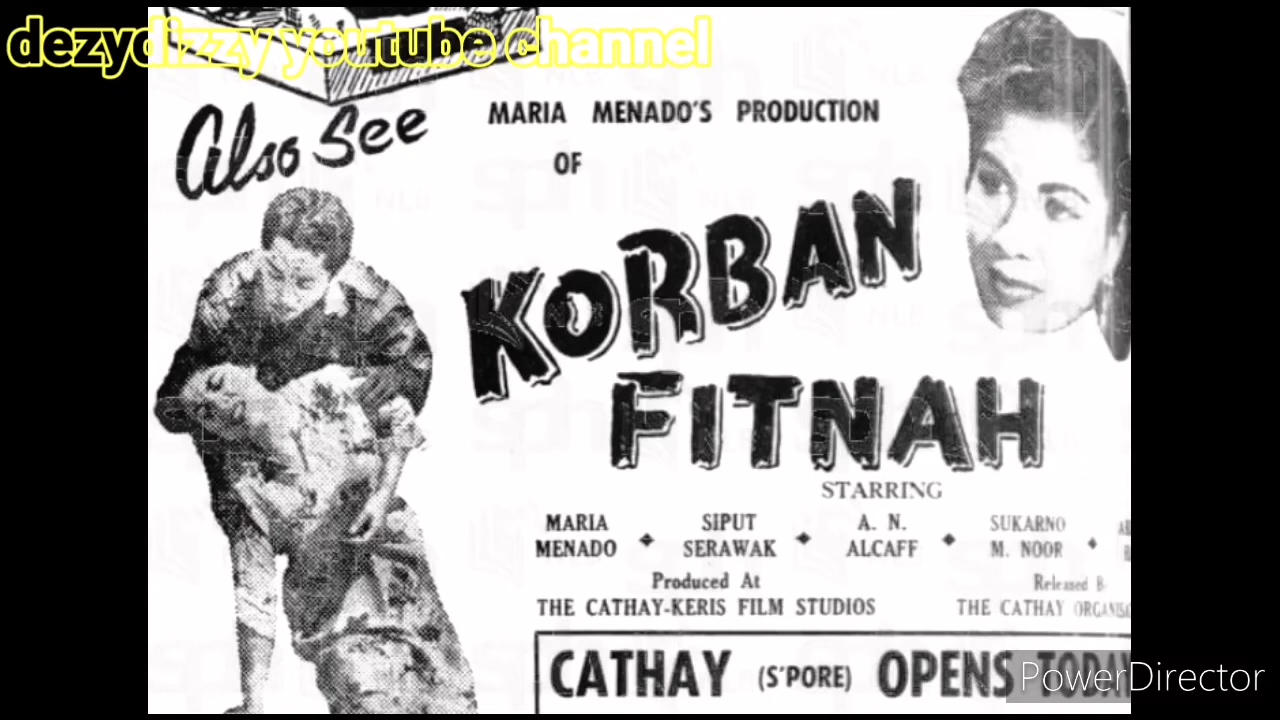 dezydizzy youtube channel
Also See
MARIA MENADO'S PRODUCTION
OF
KORBAN
FITNAH
STARRING
MARIA MENADO
SIPUT SERAWAK
A. N. ALCAFF
SUKARNO M. NOOR
Produced At
THE CATHAY-KERIS FILM STUDIOS
Released
THE CATHAY
CATHAY (S'PORE) OPENS
PowerDirector